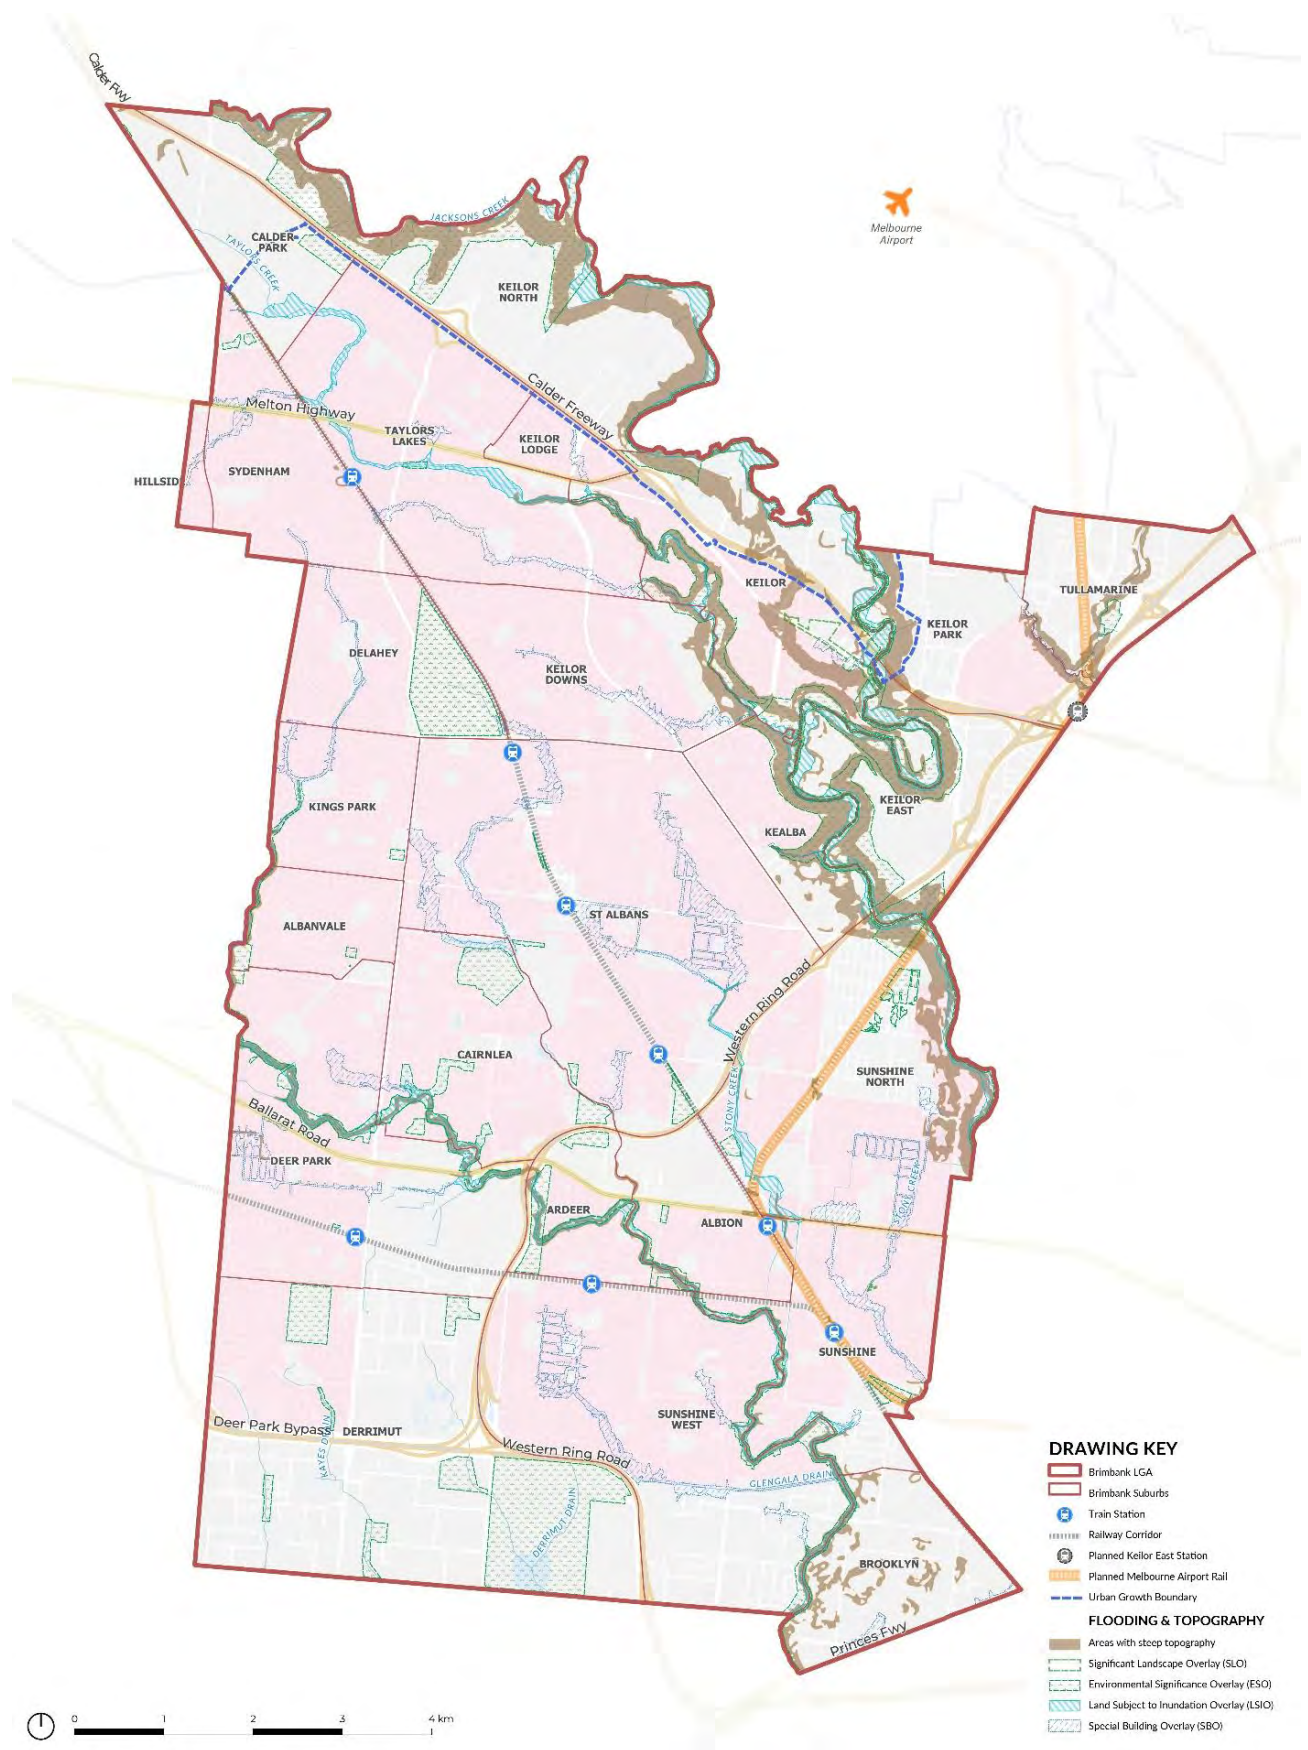 Calder Fwy
JACKSONS CREEK
Melbourne
Airport
CALDER
PARK
TAYLORS CREEK
KEILOR
NORTH
Calder Freeway
Melton Highway
TAYLORS
LAKES
KEILOR
LODGE
HILLSID
SYDENHAM
KEILOR
TULLAMARINE
KEILOR
PARK
DELAHEY
KEILOR
DOWNS
KINGS PARK
KEILOR
EAST
KEALBA
ALBANVALE
ST ALBANS
Western Ring Road
CAIRNLEA
STONY CREEK
SUNSHINE
NORTH
Ballarat Road
DEER PARK
ARDEER
ALBION
SUNSHINE
SUNSHINE
WEST
Deer Park Bypass
DERRIMUT
KAYES DRAIN
Western Ring Road
GLENGALA DRAIN
DERRIMUT DRAIN
BROOKLYN
Princes Fwy
DRAWING KEY
Brimbank LGA
Brimbank Suburbs
Train Station
Railway Corridor
Planned Keilor East Station
Planned Melbourne Airport Rail
Urban Growth Boundary
FLOODING & TOPOGRAPHY
Areas with steep topography
Significant Landscape Overlay (SLO)
Environmental Significance Overlay (ESO)
Land Subject to Inundation Overlay (LSIO)
Special Building Overlay (SBO)
0 1 2 3 4 km